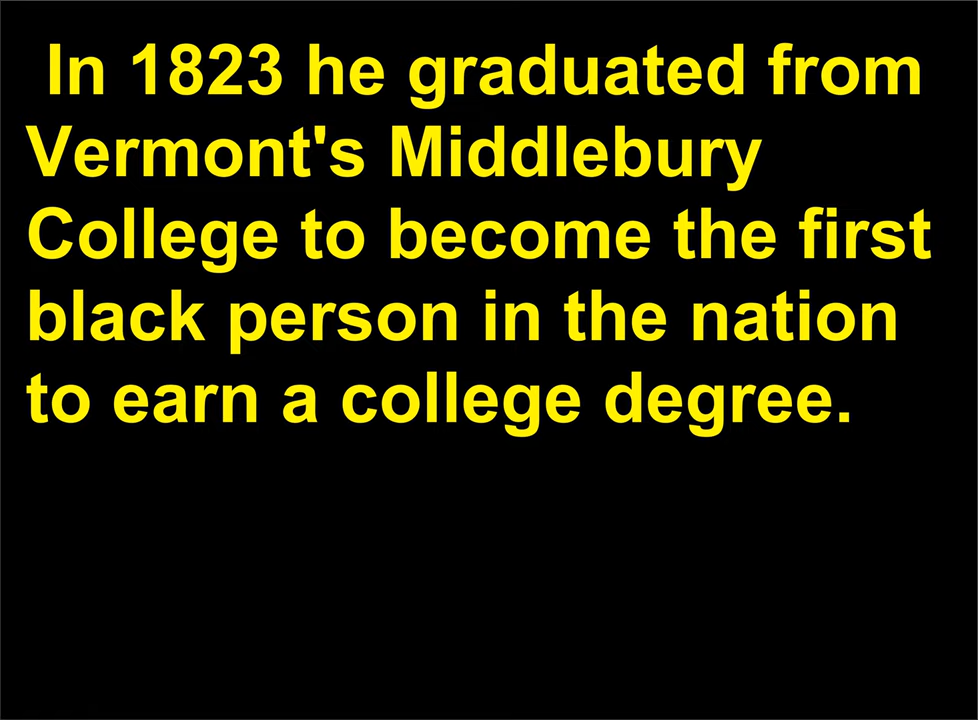 In 1823 he graduated from
Vermont's Middlebury
College to become the first
black person in the nation
to earn a college degree.